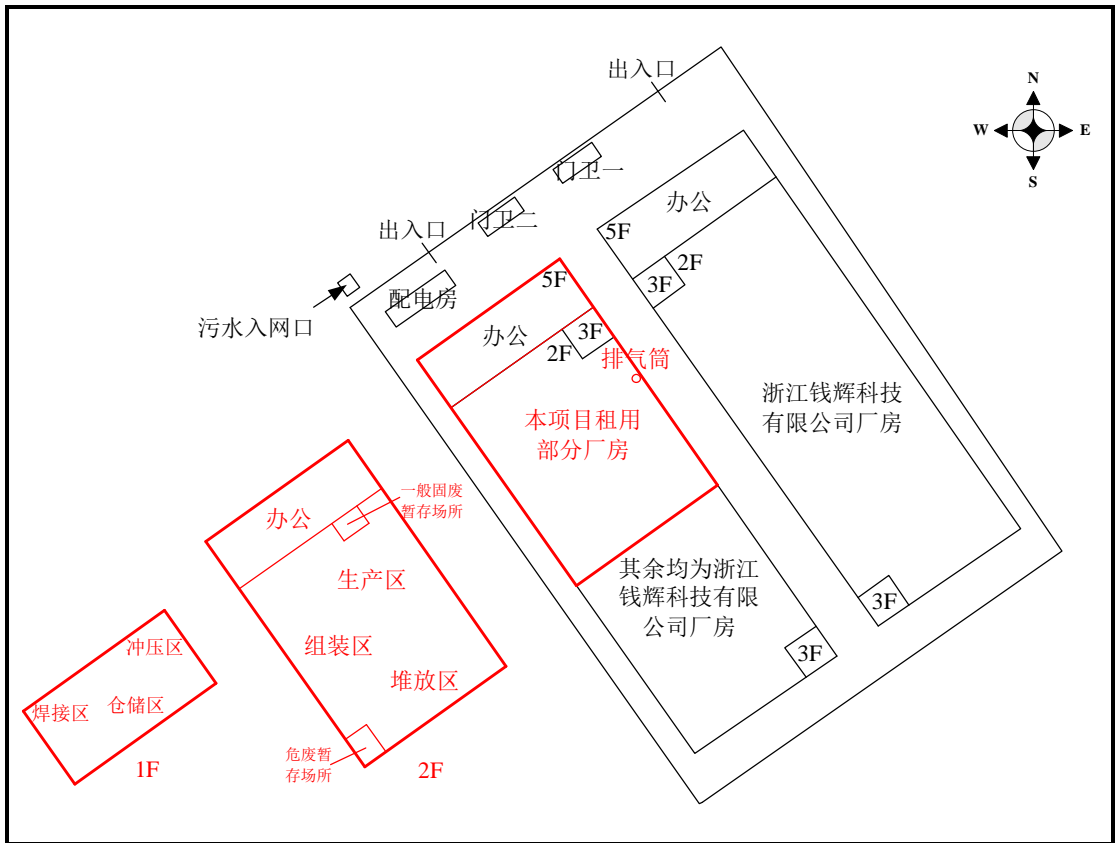 出入口
N
W
E
S
门卫一
办公
门卫二
出入口
5F
2F
3F
5F
配电房
污水入网口
办公
3F
2F
排气筒
浙江钱辉科技
有限公司厂房
本项目租用
部分厂房
一般固废
暂存场所
办公
生产区
其余均为浙江
钱辉科技有限
公司厂房
3F
3F
组装区
堆放区
冲压区
仓储区
焊接区
危废暂
存场所
1F
2F